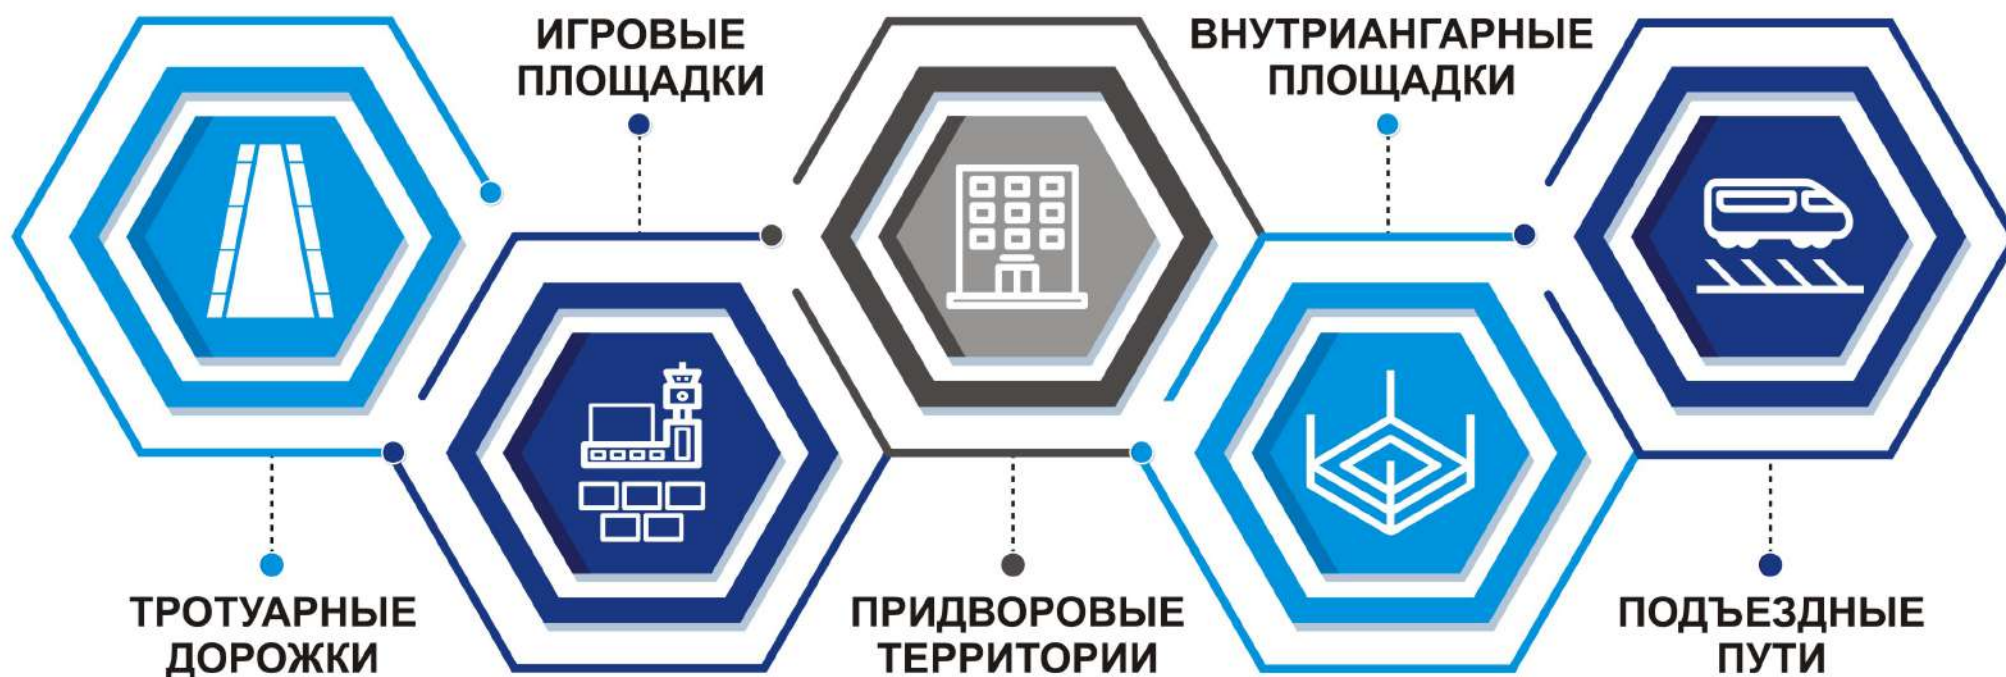 ИГРОВЫЕ
ПЛОЩАДКИ
ВНУТРИАНГАРНЫЕ
ПЛОЩАДКИ
ТРОТУАРНЫЕ
ДОРОЖКИ
ПРИДВОРОВЫЕ
ТЕРРИТОРИИ
ПОДЪЕЗДНЫЕ
ПУТИ